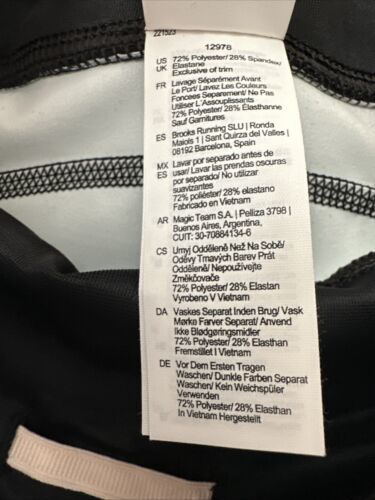 221523
12978
US 72% Polyester/ 28% Spandex/
UK Elastane
Exclusive of trim
FR Lavage Séparément Avant
Le Port/ Lavez Les Couleurs
Foncees Separement/ Ne Pas
Utiliser L'Assouplissants
72% Polyester/ 28% Elasthanne
Sauf Garnitures
ES Brooks Running SLU | Ronda
Maiols 1 | Sant Quirza del Valles |
08192 Barcelona, Spain
MX Lavar por separado antes de
ES usar/ Lavar las prendas oscuras
por separado/ No utilizar
suavizantes
72% poliéster/ 28% elastano
Fabricado en Vietnam
AR Magic Team S.A. | Pelliza 3798 |
Buenos Aires, Argentina,
CUIT: 30-70884134-6
CS Umyj Odděleně Než Na Sobě/
Oděvy Tmavých Barev Prát
Odděleně/ Nepoužívejte
Změkčovače
72% Polyester/ 28% Elastan
Vyrobeno V Vietnam
DA Vaskes Separat Inden Brug/ Vask
Mørke Farver Separat/ Anvend
Ikke Blødgøringsmidler
72% Polyester/ 28% Elasthan
Fremstillet I Vietnam
DE Vor Dem Ersten Tragen
Waschen/ Dunkle Farben Separat
Waschen/ Kein Weichspüler
Verwenden
72% Polyester/ 28% Elasthan
In Vietnam Hergestellt